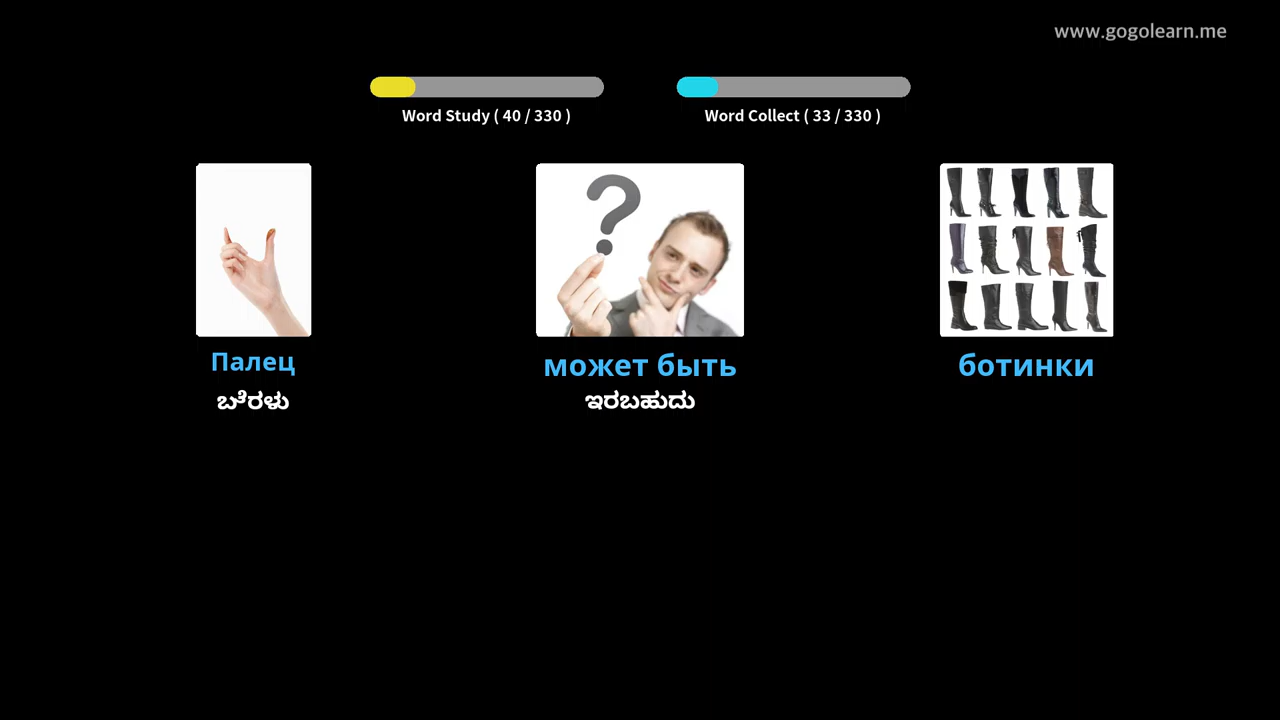 www.gogolearn.me
Word Study ( 40 / 330 )
Word Collect ( 33 / 330 )
Палец
ಬೆರಳು
может быть
ಇರಬಹುದು
ботинки